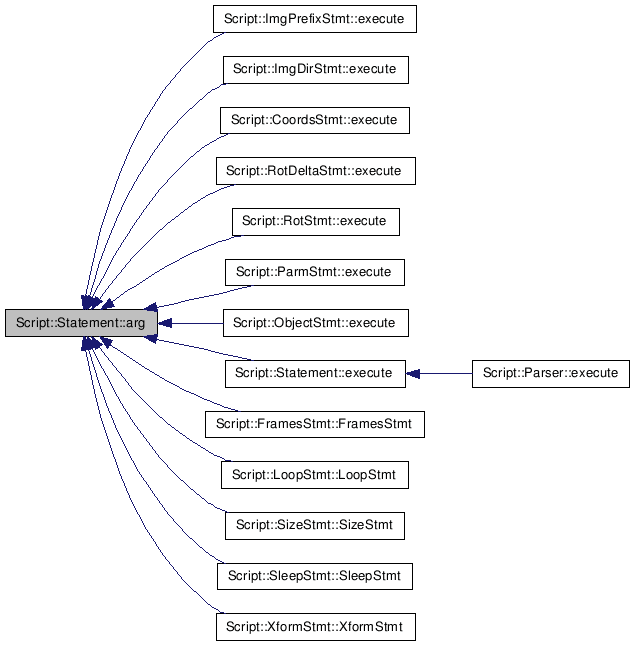 Script::ImgPrefixStmt::execute
Script::ImgDirStmt::execute
Script::CoordsStmt::execute
Script::RotDeltaStmt::execute
Script::RotStmt::execute
Script::ParmStmt::execute
Script::Statement::arg
Script::ObjectStmt::execute
Script::Statement::execute
Script::Parser::execute
Script::FramesStmt::FramesStmt
Script::LoopStmt::LoopStmt
Script::SizeStmt::SizeStmt
Script::SleepStmt::SleepStmt
Script::XformStmt::XformStmt